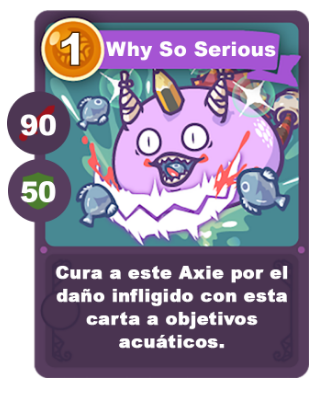 1
Why So Serious
90
50
Cura a este Axie por el
daño infligido con esta
carta a objetivos
acuáticos.